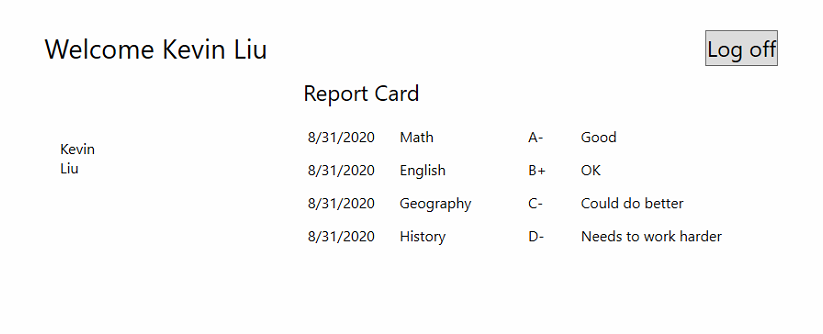 Welcome Kevin Liu
Log off
Report Card
Kevin
Liu
8/31/2020 Math A- Good
8/31/2020 English B+ OK
8/31/2020 Geography C- Could do better
8/31/2020 History D- Needs to work harder